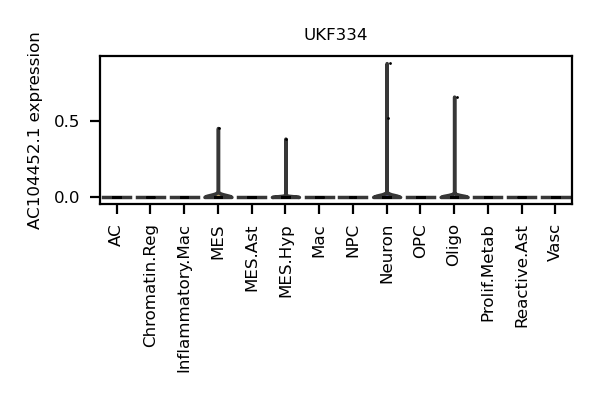 UKF334
AC104452.1 expression
0.5
0.0
AC
Chromatin.Reg
Inflammatory.Mac
MES
MES.Ast
MES.Hyp
Mac
NPC
Neuron
OPC
Oligo
Prolif.Metab
Reactive.Ast
Vasc